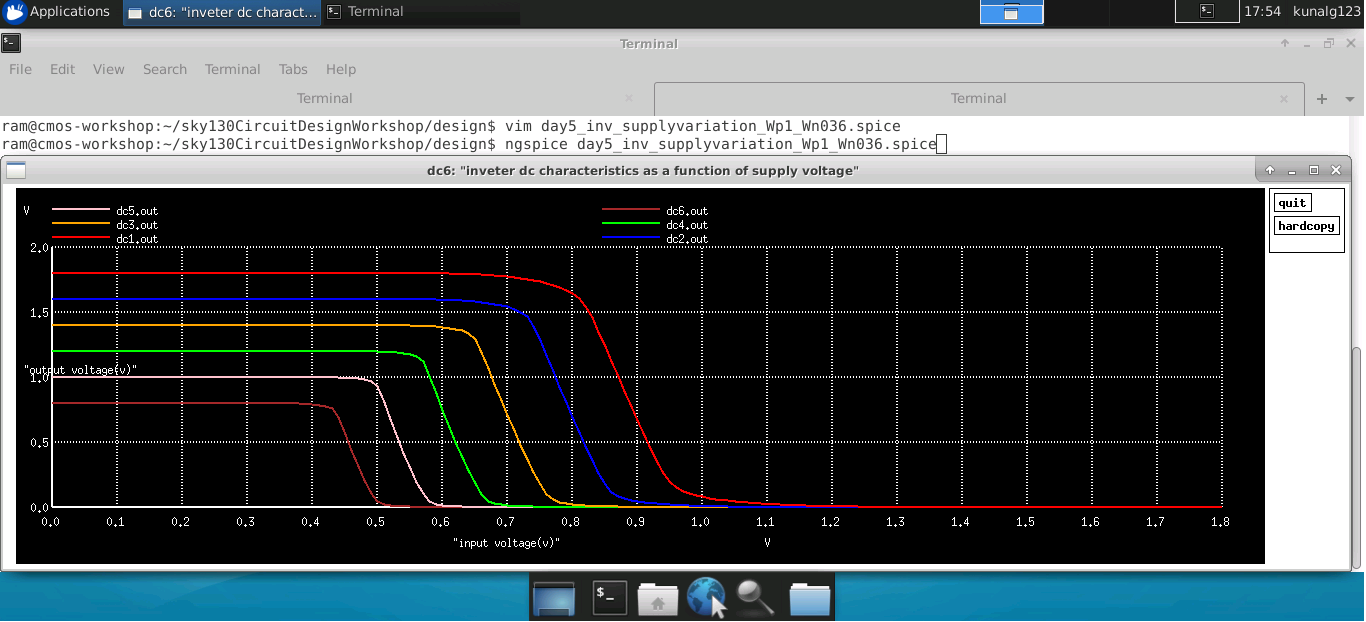 Applications dc6: "inveter dc charact... Terminal 17:54 kunalg123
Terminal
File Edit View Search Terminal Tabs Help
Terminal Terminal
ram@cmos-workshop:~/sky130CircuitDesignWorkshop/design$ vim day5_inv_supplyvariation_Wp1_Wn036.spice
ram@cmos-workshop:~/sky130CircuitDesignWorkshop/design$ ngspice day5_inv_supplyvariation_Wp1_Wn036.spice
dc6: "inveter dc characteristics as a function of supply voltage"
quit
hardcopy
V dc5.out dc6.out
dc3.out dc4.out
dc1.out dc2.out
2.0
1.5
"output voltage(v)"
1.0
0.5
0.0
0.0 0.1 0.2 0.3 0.4 0.5 0.6 0.7 0.8 0.9 1.0 1.1 1.2 1.3 1.4 1.5 1.6 1.7 1.8
"input voltage(v)" V
$_